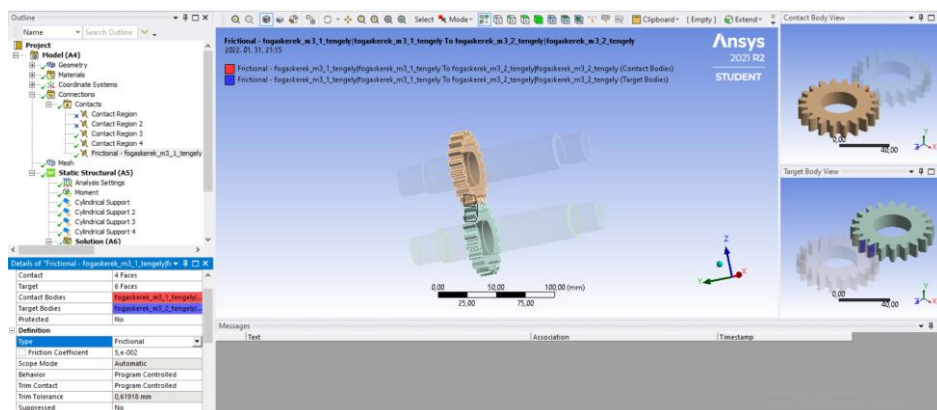 Outline
Name
Search Outline
Project
Model (A4)
Geometry
Materials
Coordinate Systems
Connections
Contacts
Contact Region
Contact Region 2
Contact Region 3
Contact Region 4
Frictional - fogaskerek_m3_1_tengely
Mesh
Static Structural (A5)
Analysis Settings
Moment
Cylindrical Support
Cylindrical Support 2
Cylindrical Support 3
Cylindrical Support 4
Solution (A6)
Details of "Frictional - fogaskerek_m3_1_tengely|f
Contact 4 Faces
Target 6 Faces
Contact Bodies fogaskerek_m3_1_tengely|...
Target Bodies fogaskerek_m3_2_tengely|...
Protected No
Definition
Type Frictional
Friction Coefficient 5,e-002
Scope Mode Automatic
Behavior Program Controlled
Trim Contact Program Controlled
Trim Tolerance 0,61918 mm
Suppressed No
Select Mode Clipboard [ Empty ] Extend
Frictional - fogaskerek_m3_1_tengely|fogaskerek_m3_1_tengely To fogaskerek_m3_2_tengely|fogaskerek_m3_2_tengely
2022. 01. 31. 21:15
Frictional - fogaskerek_m3_1_tengely|fogaskerek_m3_1_tengely To fogaskerek_m3_2_tengely|fogaskerek_m3_2_tengely (Contact Bodies)
Frictional - fogaskerek_m3_1_tengely|fogaskerek_m3_1_tengely To fogaskerek_m3_2_tengely|fogaskerek_m3_2_tengely (Target Bodies)
Ansys
2021 R2
STUDENT
0,00 50,00 100,00 (mm)
25,00 75,00
Z
Y
X
Messages
Text Association Timestamp
Contact Body View
0,00 40,00
Z Y X
Target Body View
0,00 40,00
Z Y X